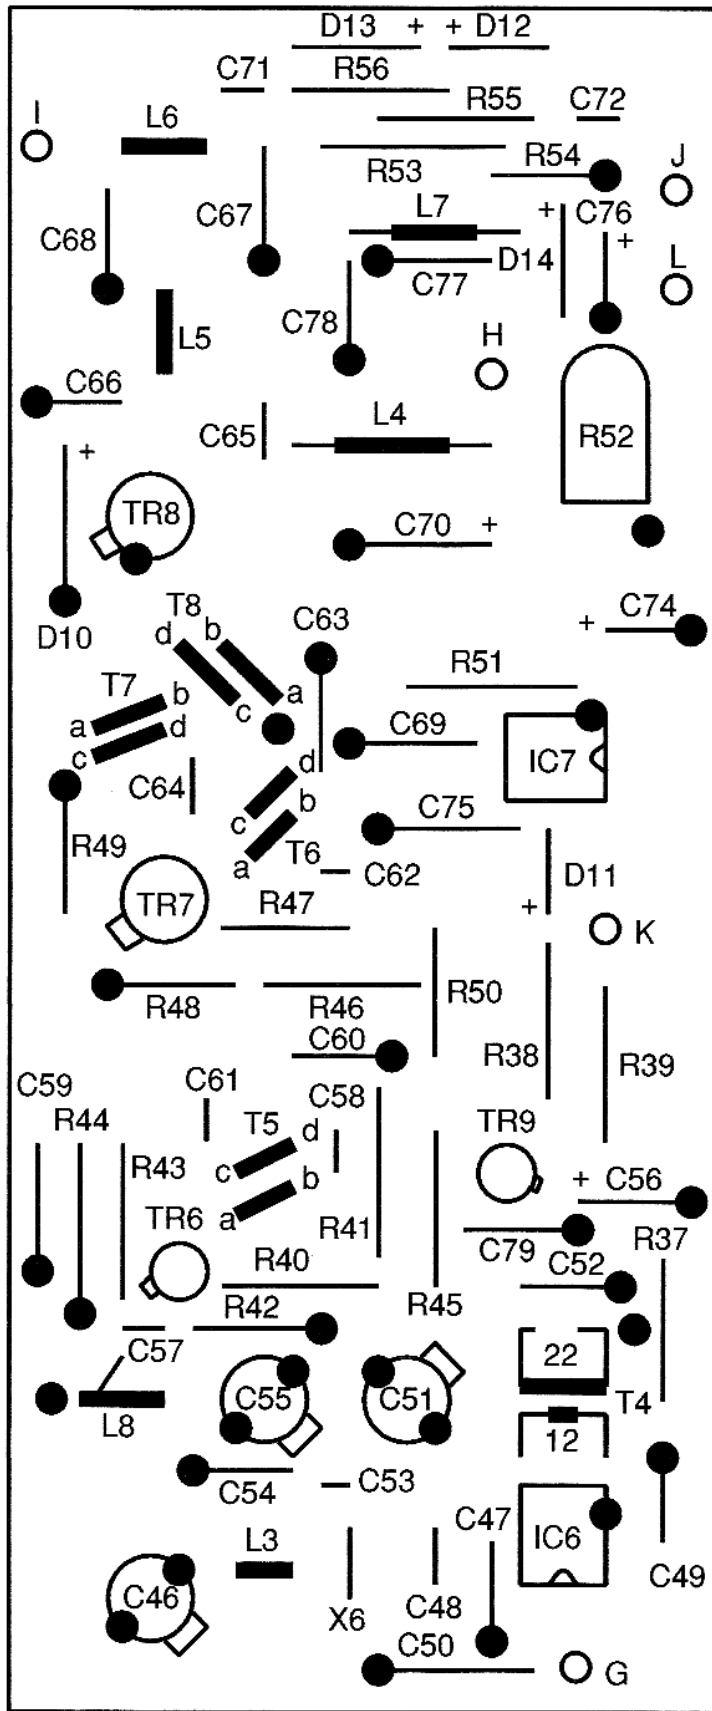 D13 + + D12
C71 R56
R55 C72
I L6
R53 R54 J
C67 L7 + C76
C68 + L
C77 D14
C78 H
L5
C66
C65 L4 R52
+
TR8
C70 +
T8 C63 C74
d b +
D10
R51
T7 b a
a d c
c C69 IC7
d
C64 b C75
c
R49 a T6 C62
D11
TR7 R47 +
K
R48 R46 R50
C60 R38
C59 C61 C58 R39
R44 T5 d TR9
R43 c b
a + C56
TR6 R41
C79 R37
R40 C52
R42 R45
C57 22
C55 C51 T4
L8
12
C54 C53
C47
L3 IC6
C46 C48 C49
X6
C50 G